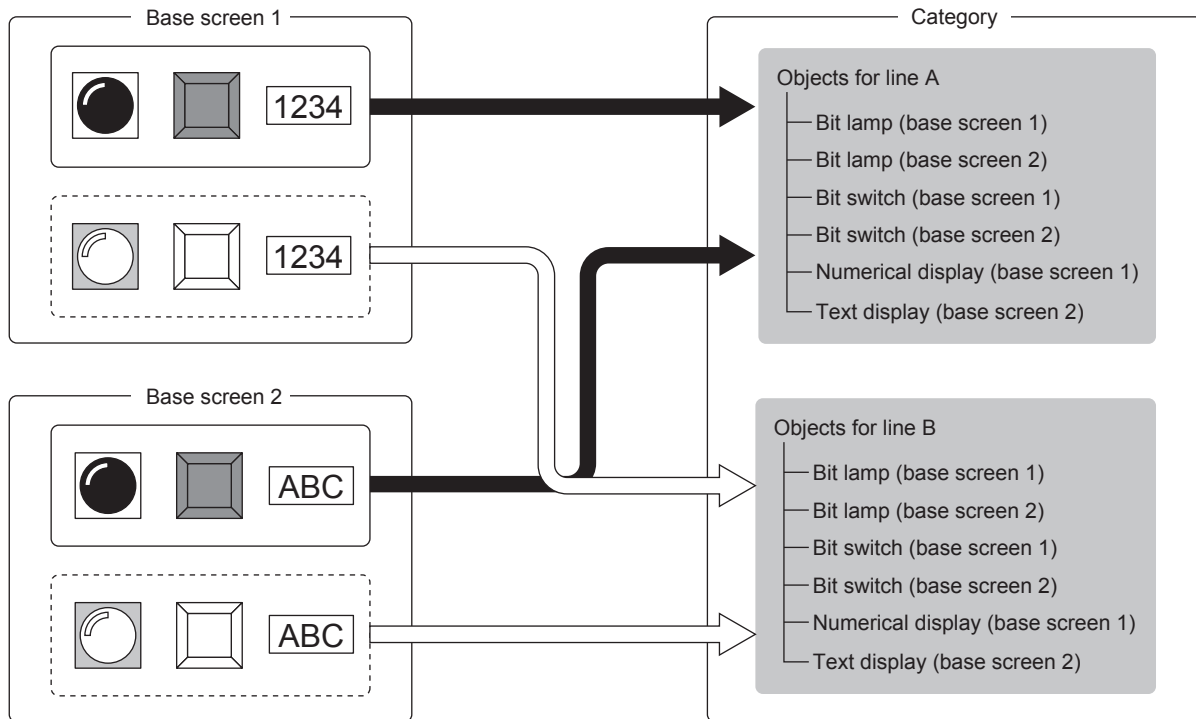 Base screen 1
1234
1234
Base screen 2
ABC
ABC
Category
Objects for line A
Bit lamp (base screen 1)
Bit lamp (base screen 2)
Bit switch (base screen 1)
Bit switch (base screen 2)
Numerical display (base screen 1)
Text display (base screen 2)
Objects for line B
Bit lamp (base screen 1)
Bit lamp (base screen 2)
Bit switch (base screen 1)
Bit switch (base screen 2)
Numerical display (base screen 1)
Text display (base screen 2)